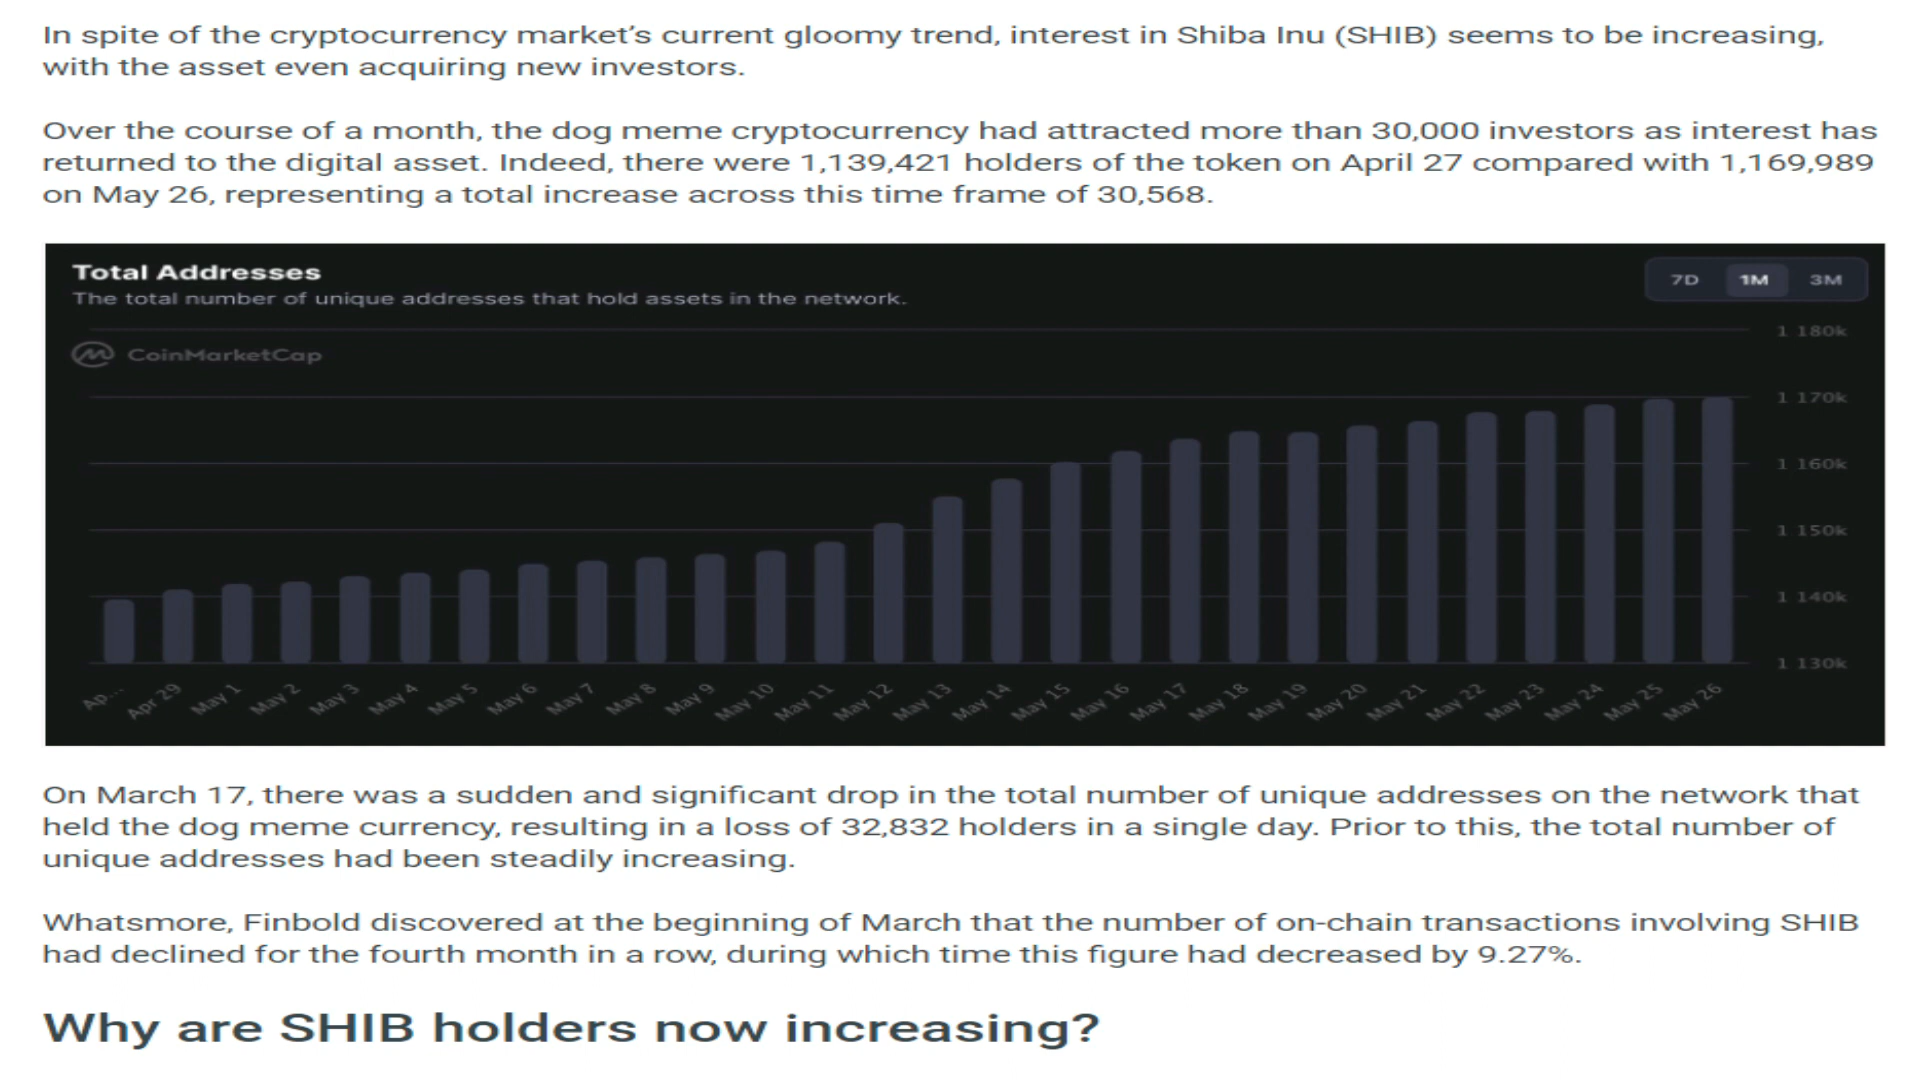 In spite of the cryptocurrency market’s current gloomy trend, interest in Shiba Inu (SHIB) seems to be increasing,
with the asset even acquiring new investors.
Over the course of a month, the dog meme cryptocurrency had attracted more than 30,000 investors as interest has
returned to the digital asset. Indeed, there were 1,139,421 holders of the token on April 27 compared with 1,169,989
on May 26, representing a total increase across this time frame of 30,568.
Total Addresses
The total number of unique addresses that hold assets in the network.
7D 1M 3M
CoinMarketCap
1 180k
1 170k
1 160k
1 150k
1 140k
1 130k
Ap... Apr 29 May 1 May 2 May 3 May 4 May 5 May 6 May 7 May 8 May 9 May 10 May 11 May 12 May 13 May 14 May 15 May 16 May 17 May 18 May 19 May 20 May 21 May 22 May 23 May 24 May 25 May 26
On March 17, there was a sudden and significant drop in the total number of unique addresses on the network that
held the dog meme currency, resulting in a loss of 32,832 holders in a single day. Prior to this, the total number of
unique addresses had been steadily increasing.
Whatsmore, Finbold discovered at the beginning of March that the number of on-chain transactions involving SHIB
had declined for the fourth month in a row, during which time this figure had decreased by 9.27%.
Why are SHIB holders now increasing?